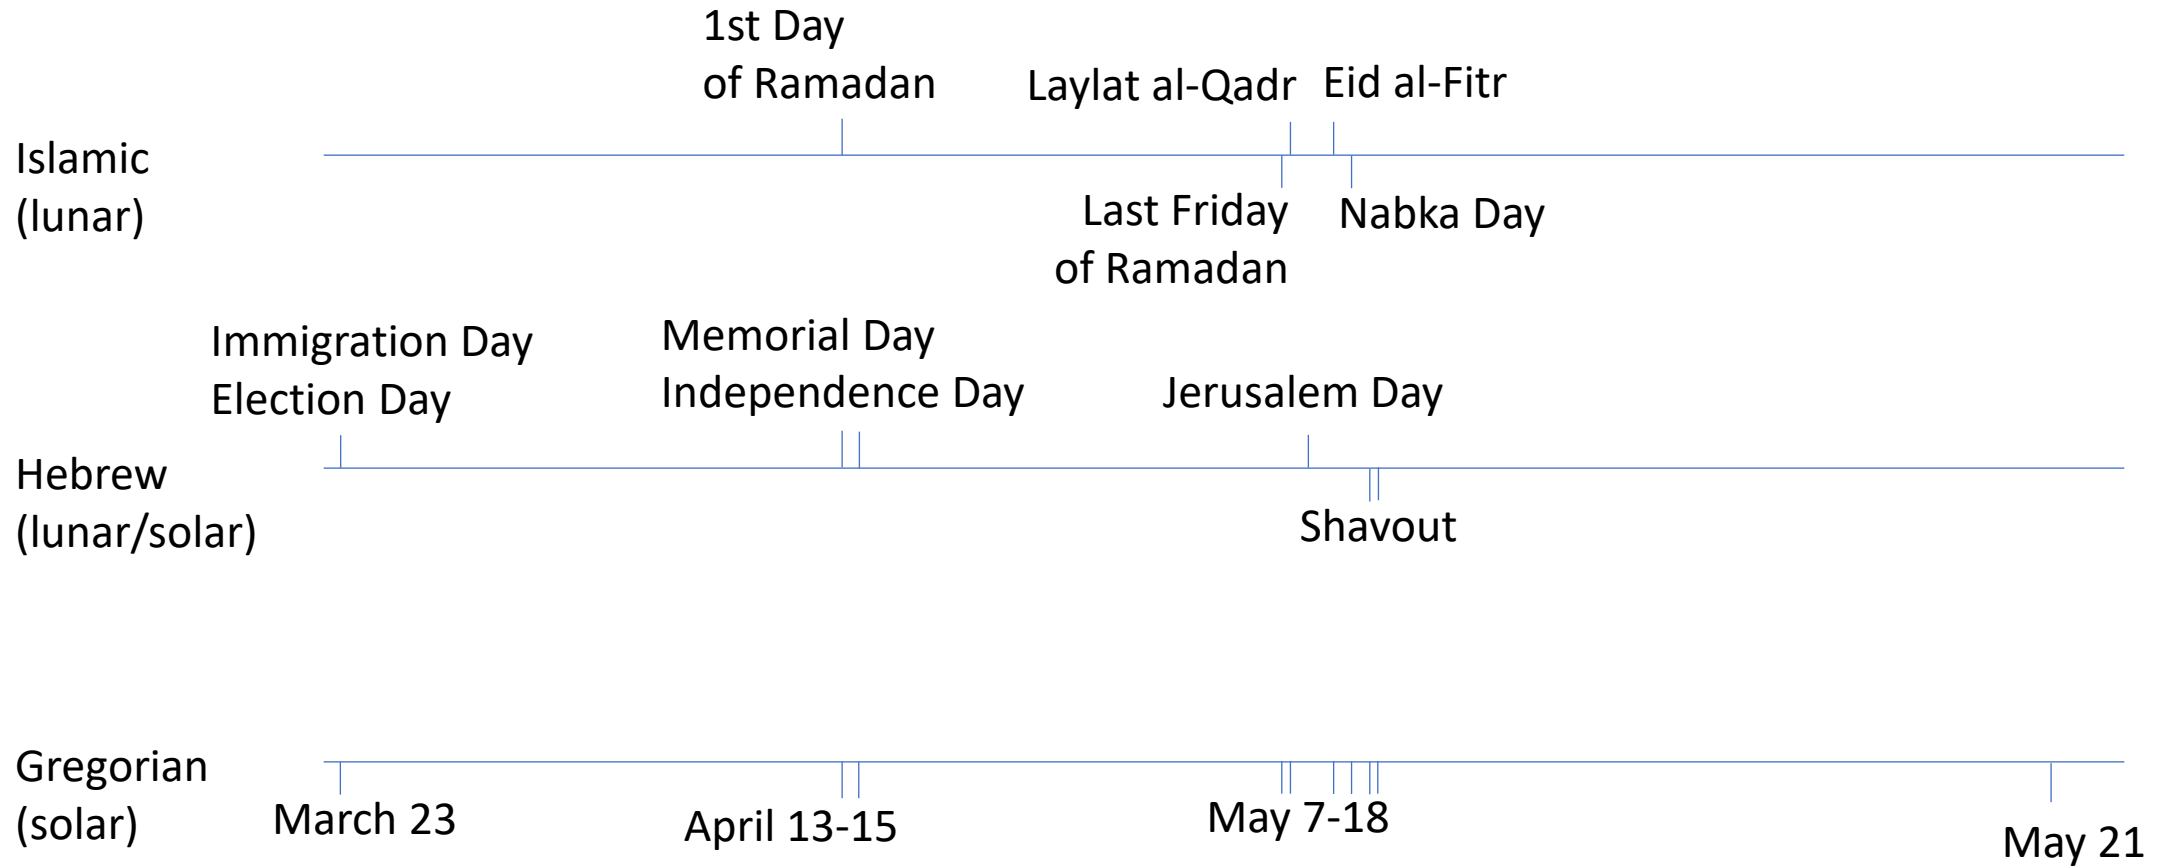 1st Day
of Ramadan
Laylat al-Qadr
Eid al-Fitr
Islamic
(lunar)
Last Friday
of Ramadan
Nabka Day
Immigration Day
Election Day
Memorial Day
Independence Day
Jerusalem Day
Hebrew
(lunar/solar)
Shavout
Gregorian
(solar)
March 23
April 13-15
May 7-18
May 21